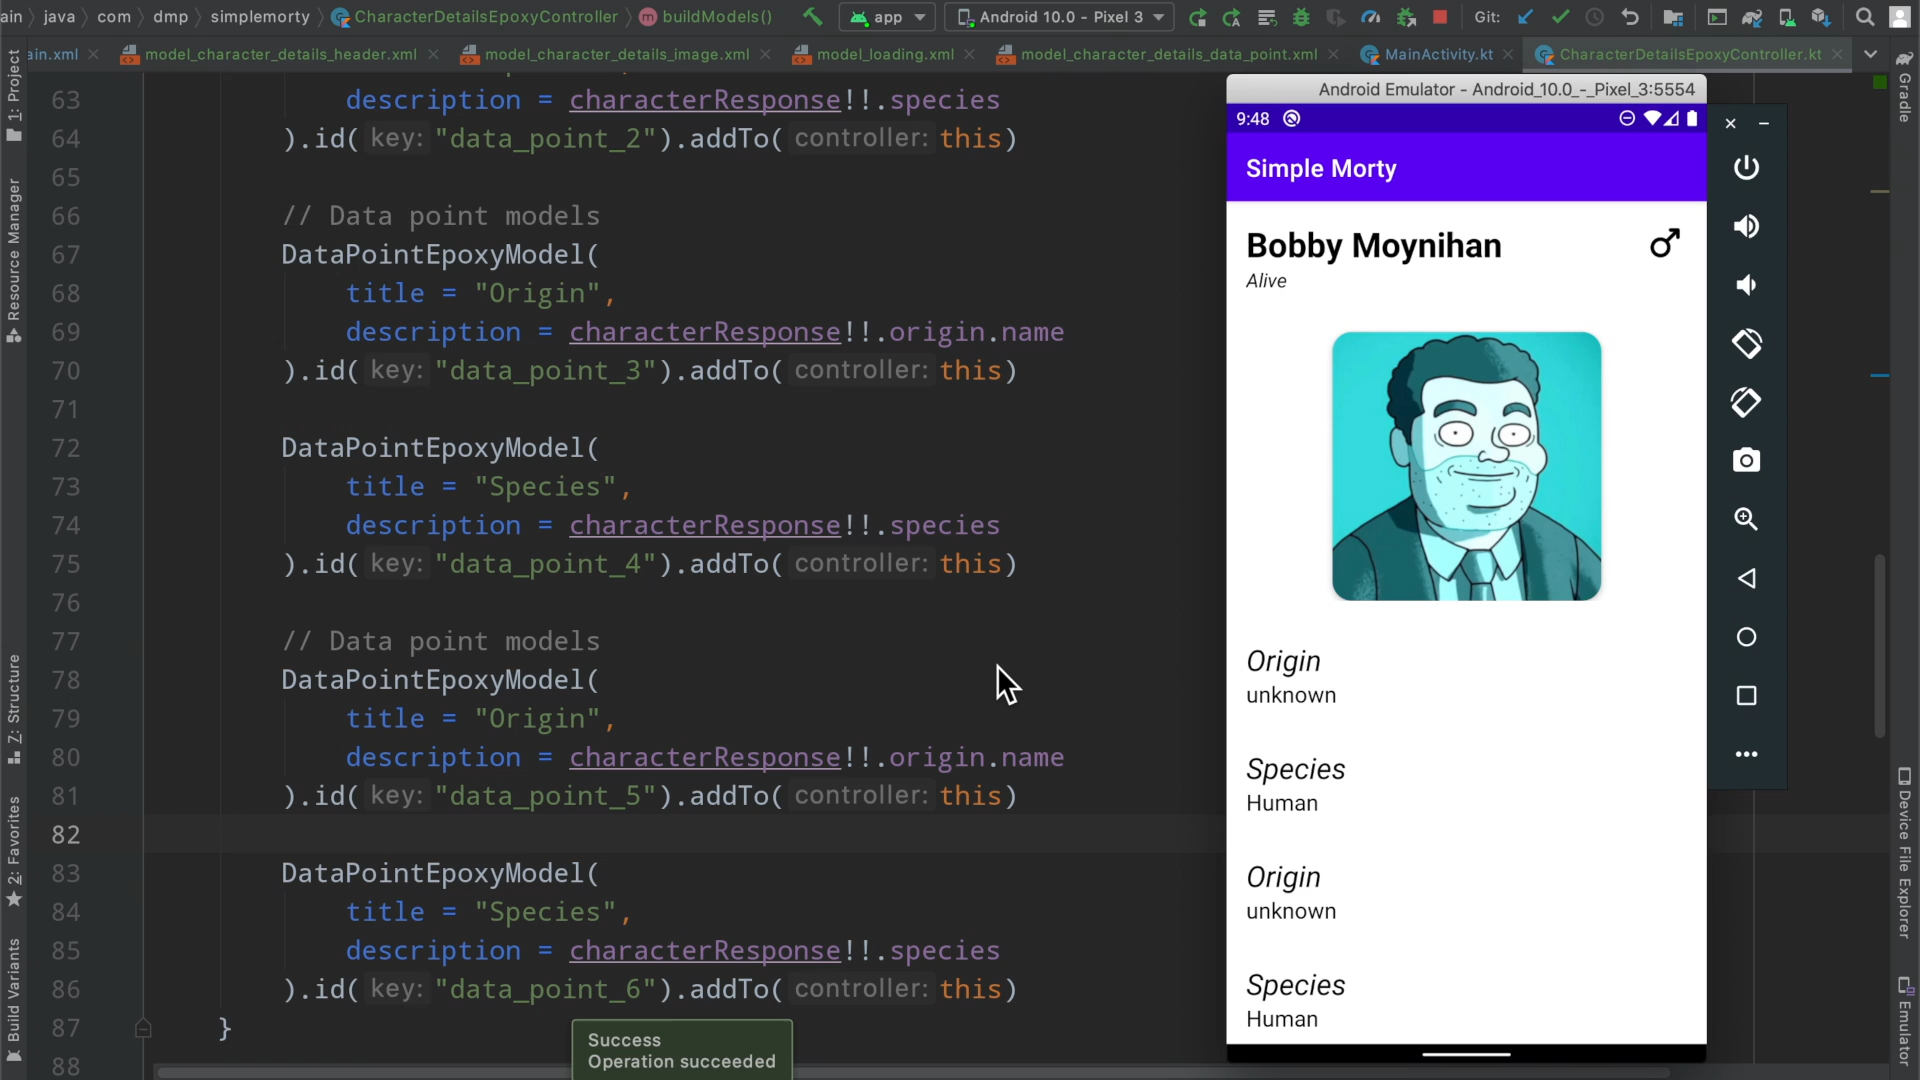 ain
java
com
dmp
simplemorty
CharacterDetailsEpoxyController
buildModels()
app
Android 10.0 - Pixel 3
Git:
ain.xml
model_character_details_header.xml
model_character_details_image.xml
model_loading.xml
model_character_details_data_point.xml
MainActivity.kt
CharacterDetailsEpoxyController.kt
1: Project
Resource Manager
Z: Structure
2: Favorites
Build Variants
63 description = characterResponse!!.species
64 ).id( key: "data_point_2").addTo( controller: this)
65
66 // Data point models
67 DataPointEpoxyModel(
68 title = "Origin",
69 description = characterResponse!!.origin.name
70 ).id( key: "data_point_3").addTo( controller: this)
71
72 DataPointEpoxyModel(
73 title = "Species",
74 description = characterResponse!!.species
75 ).id( key: "data_point_4").addTo( controller: this)
76
77 // Data point models
78 DataPointEpoxyModel(
79 title = "Origin",
80 description = characterResponse!!.origin.name
81 ).id( key: "data_point_5").addTo( controller: this)
82
83 DataPointEpoxyModel(
84 title = "Species",
85 description = characterResponse!!.species
86 ).id( key: "data_point_6").addTo( controller: this)
87 }
88
Success
Operation succeeded
Android Emulator - Android_10.0_-_Pixel_3:5554
9:48
Simple Morty
Bobby Moynihan
Alive
Origin
unknown
Species
Human
Origin
unknown
Species
Human
Gradle
Device File Explorer
Emulator